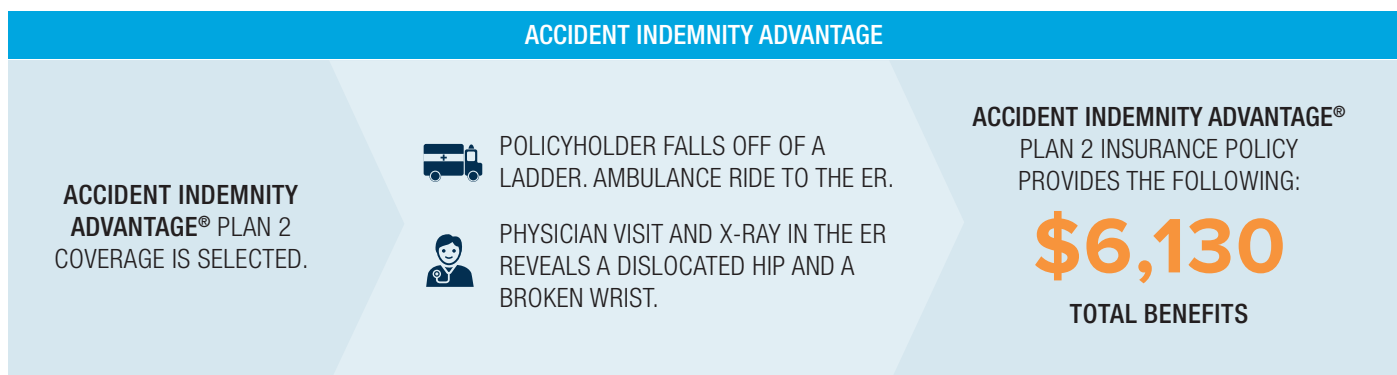 ACCIDENT INDEMNITY ADVANTAGE
ACCIDENT INDEMNITY
ADVANTAGE® PLAN 2
COVERAGE IS SELECTED.
POLICYHOLDER FALLS OFF OF A
LADDER. AMBULANCE RIDE TO THE ER.
PHYSICIAN VISIT AND X-RAY IN THE ER
REVEALS A DISLOCATED HIP AND A
BROKEN WRIST.
ACCIDENT INDEMNITY ADVANTAGE®
PLAN 2 INSURANCE POLICY
PROVIDES THE FOLLOWING:
$6,130
TOTAL BENEFITS